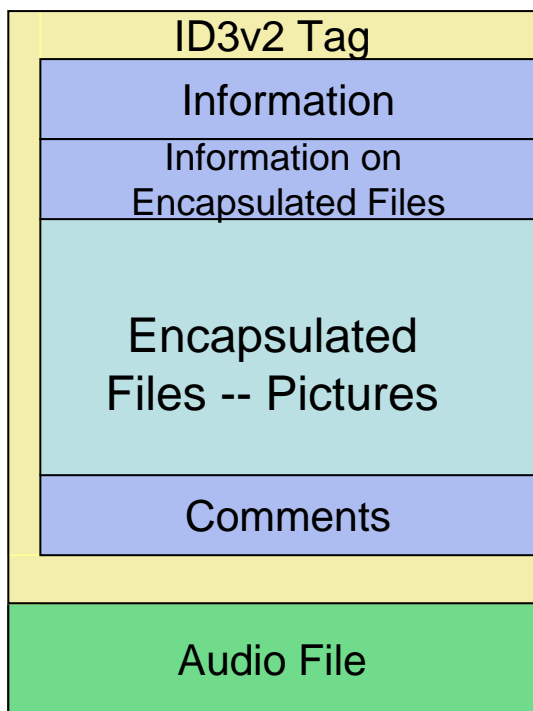 ID3v2 Tag
Information
Information on
Encapsulated Files
Encapsulated
Files -- Pictures
Comments
Audio File